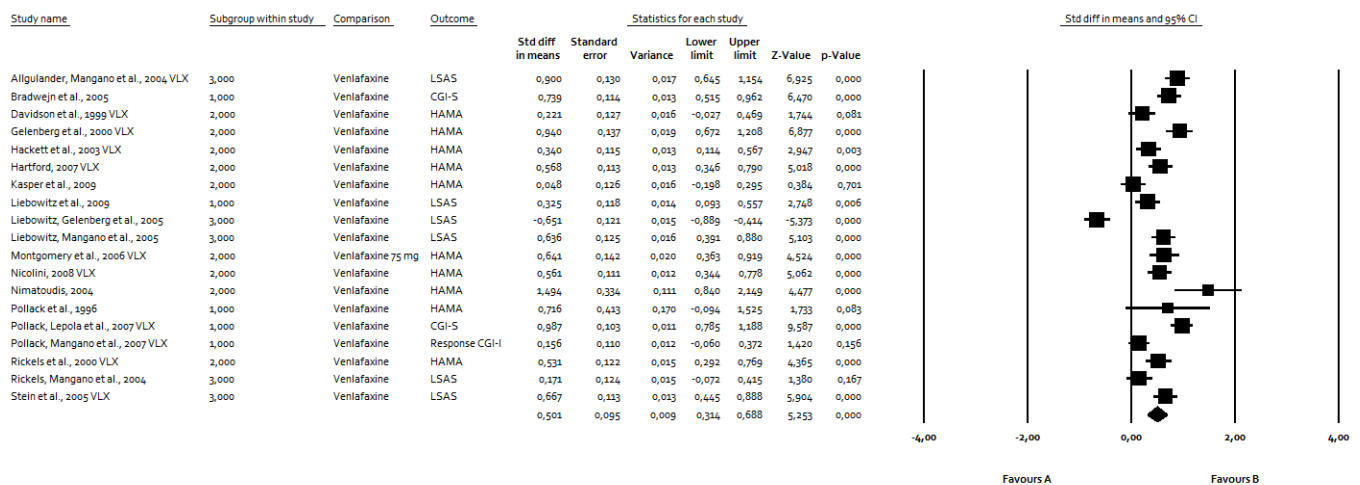 Study name Subgroup within study Comparison Outcome Statistics for each study Std diff in means and 95% CI
Std diff Standard Lower Upper
in means error Variance limit limit Z-Value p-Value
Allgulander, Mangano et al., 2004 VLX 3,000 Venlafaxine LSAS 0,900 0,130 0,017 0,645 1,154 6,925 0,000
Bradwejn et al., 2005 1,000 Venlafaxine CGI-S 0,739 0,114 0,013 0,515 0,962 6,470 0,000
Davidson et al., 1999 VLX 2,000 Venlafaxine HAMA 0,221 0,127 0,016 -0,027 0,469 1,744 0,081
Gelenberg et al., 2000 VLX 2,000 Venlafaxine HAMA 0,940 0,137 0,019 0,672 1,208 6,877 0,000
Hackett et al., 2003 VLX 2,000 Venlafaxine HAMA 0,340 0,115 0,013 0,114 0,567 2,947 0,003
Hartford, 2007 VLX 2,000 Venlafaxine HAMA 0,568 0,113 0,013 0,346 0,790 5,018 0,000
Kasper et al., 2009 2,000 Venlafaxine HAMA 0,048 0,126 0,016 -0,198 0,295 0,384 0,701
Liebowitz et al., 2009 1,000 Venlafaxine LSAS 0,325 0,118 0,014 0,093 0,557 2,748 0,006
Liebowitz, Gelenberg et al., 2005 3,000 Venlafaxine LSAS -0,651 0,121 0,015 -0,889 -0,414 -5,373 0,000
Liebowitz, Mangano et al., 2005 3,000 Venlafaxine LSAS 0,636 0,125 0,016 0,391 0,880 5,103 0,000
Montgomery et al., 2006 VLX 2,000 Venlafaxine 75 mg HAMA 0,641 0,142 0,020 0,363 0,919 4,524 0,000
Nicolini, 2008 VLX 2,000 Venlafaxine HAMA 0,561 0,111 0,012 0,344 0,778 5,062 0,000
Nimatoudis, 2004 2,000 Venlafaxine HAMA 1,494 0,334 0,111 0,840 2,149 4,477 0,000
Pollack et al., 1996 1,000 Venlafaxine HAMA 0,716 0,413 0,170 -0,094 1,525 1,733 0,083
Pollack, Lepola et al., 2007 VLX 1,000 Venlafaxine CGI-S 0,987 0,103 0,011 0,785 1,188 9,587 0,000
Pollack, Mangano et al., 2007 VLX 1,000 Venlafaxine Response CGI-I 0,156 0,110 0,012 -0,060 0,372 1,420 0,156
Rickels et al., 2000 VLX 2,000 Venlafaxine HAMA 0,531 0,122 0,015 0,292 0,769 4,365 0,000
Rickels, Mangano et al., 2004 3,000 Venlafaxine LSAS 0,171 0,124 0,015 -0,072 0,415 1,380 0,167
Stein et al., 2005 VLX 3,000 Venlafaxine LSAS 0,667 0,113 0,013 0,445 0,888 5,904 0,000
0,501 0,095 0,009 0,314 0,688 5,253 0,000
-4,00 -2,00 0,00 2,00 4,00
Favours A Favours B